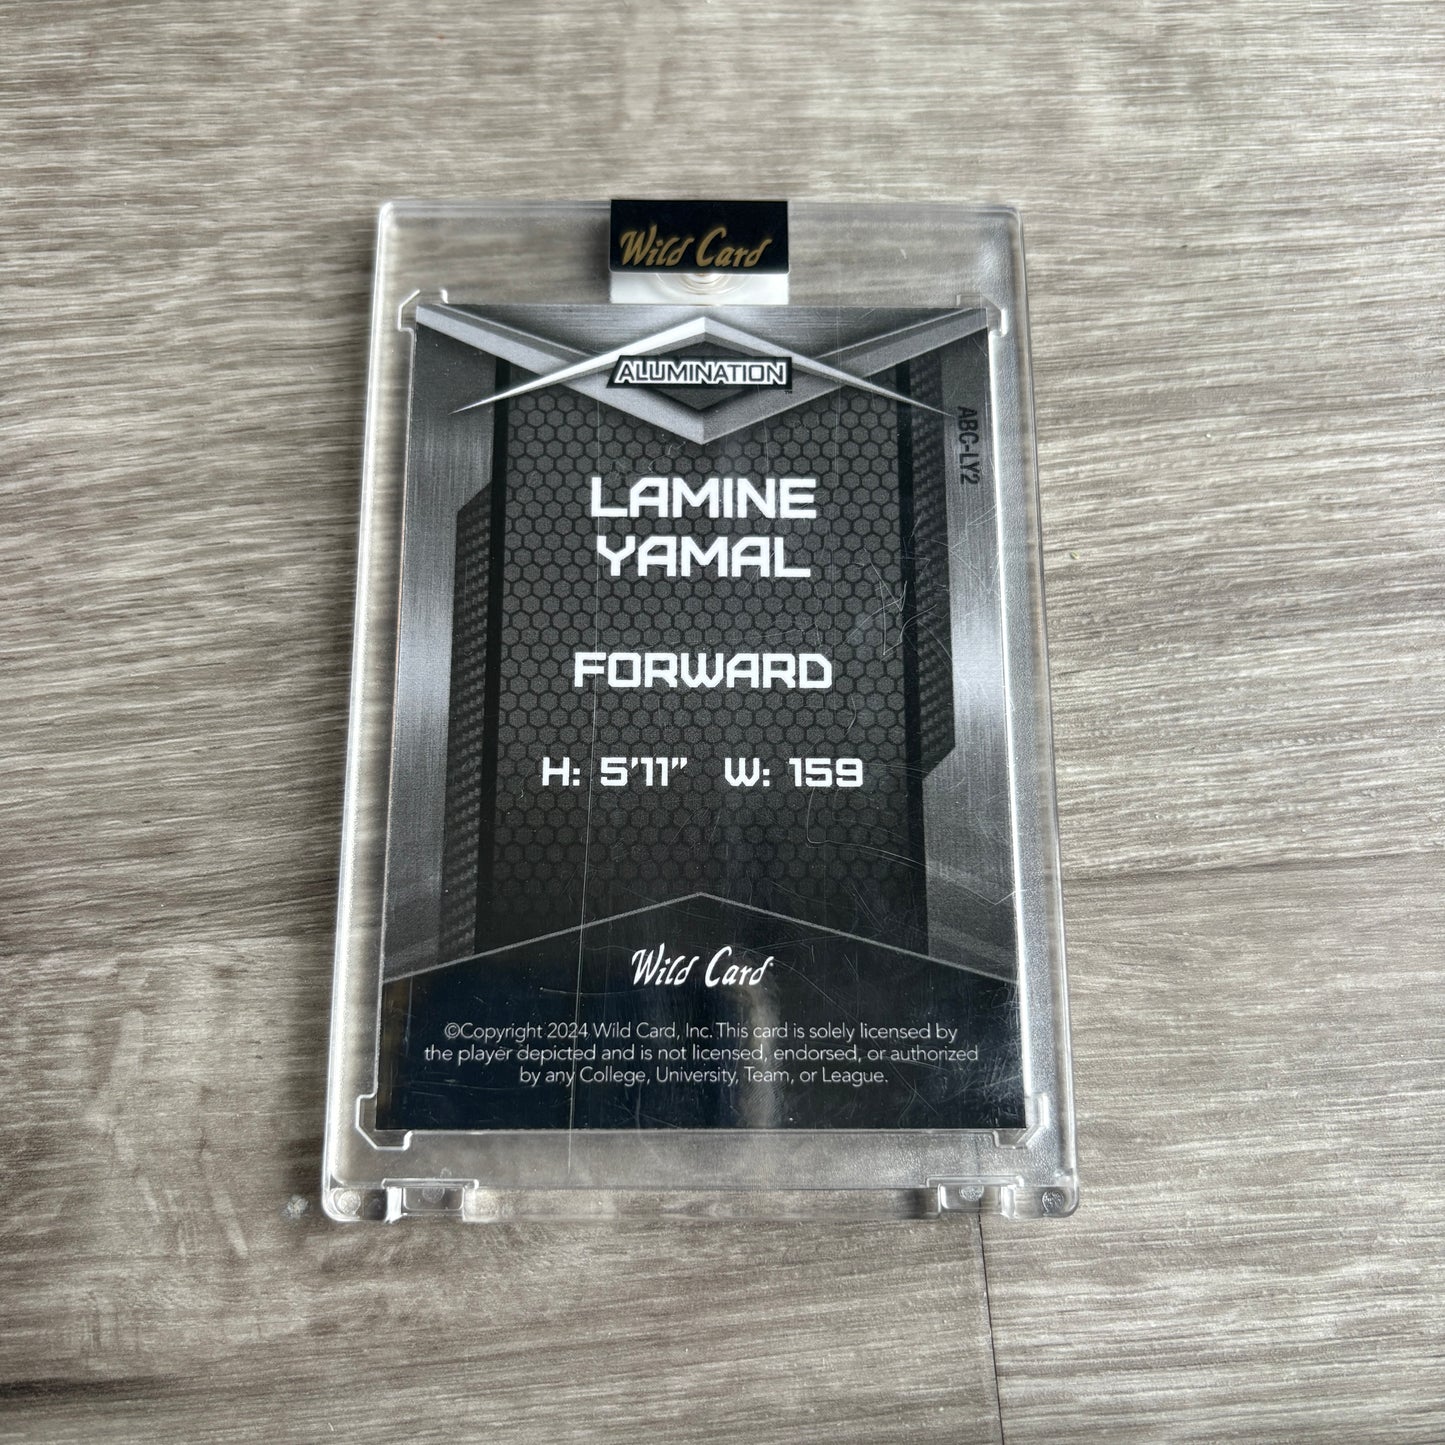 Wild Card
ALUMINATION
ABC-LY2
LAMINE
YAMAL
FORWARD
H: 5'11" W: 159
Wild Card
©Copyright 2024 Wild Card, Inc. This card is solely licensed by
the player depicted and is not licensed, endorsed, or authorized
by any College, University, Team, or League.